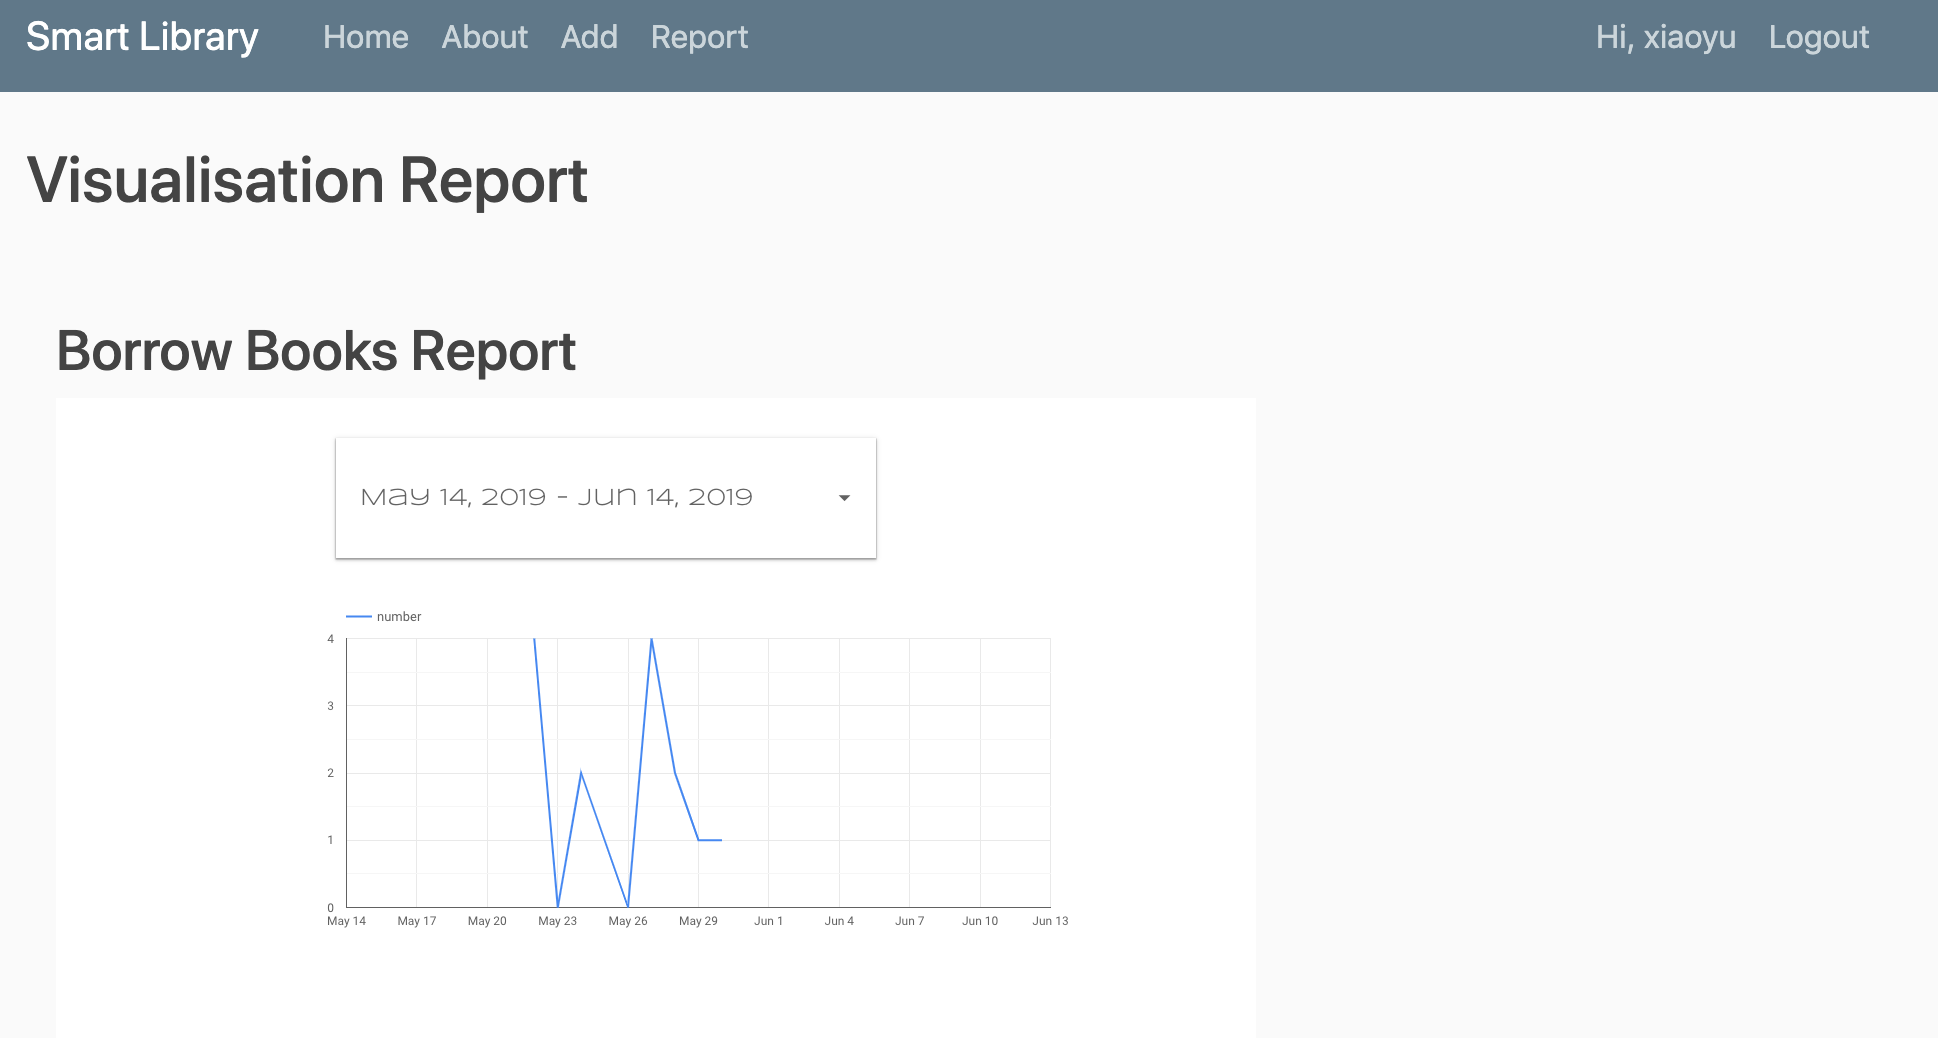 Smart Library Home About Add Report Hi, xiaoyu Logout
Visualisation Report
Borrow Books Report
May 14, 2019 - Jun 14, 2019
number
4
3
2
1
0
May 14 May 17 May 20 May 23 May 26 May 29 Jun 1 Jun 4 Jun 7 Jun 10 Jun 13